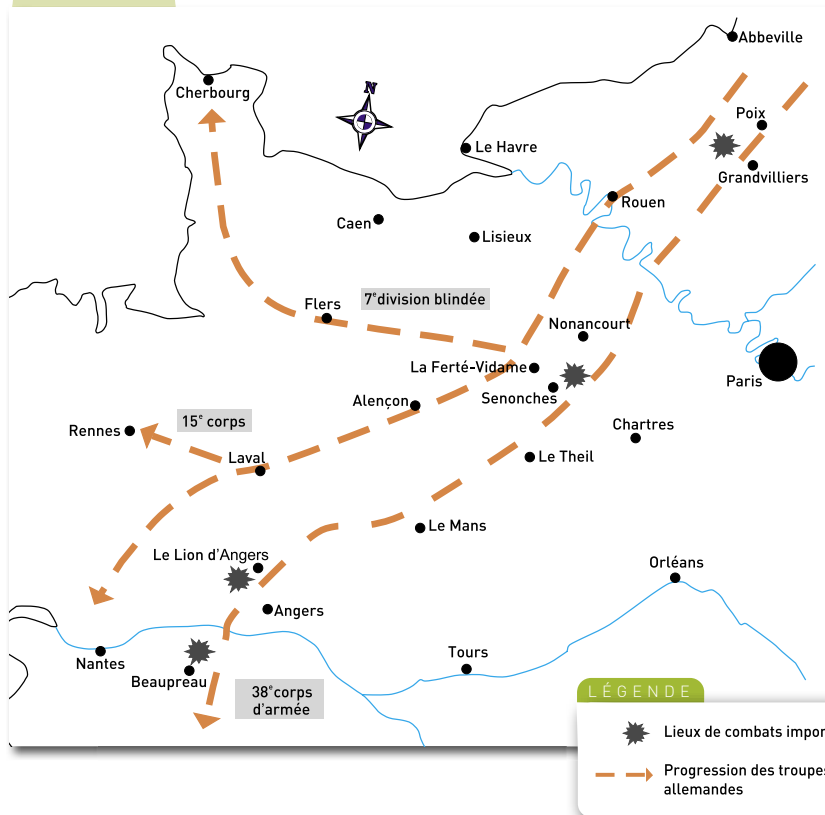 Abbeville
Cherbourg
N
Poix
Le Havre
Grandvilliers
Rouen
Caen
Lisieux
7e division blindée
Flers
Nonancourt
La Ferté-Vidame
Paris
Senonches
Alençon
15e corps
Chartres
Rennes
Laval
Le Theil
Le Mans
Le Lion d'Angers
Orléans
Angers
Tours
Nantes
Beaupreau
38e corps
d'armée
LÉGENDE
Lieux de combats impor
Progression des troupes
allemandes